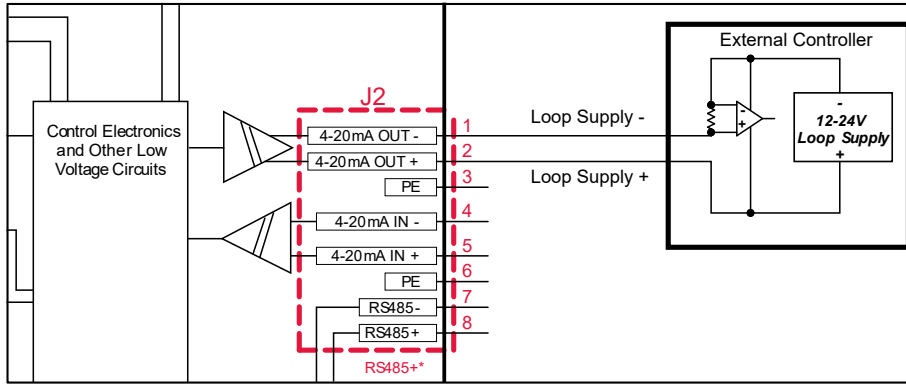 External Controller
J2
Control Electronics
and Other Low
Voltage Circuits
4-20mA OUT -
1
Loop Supply -
-
+
-
12-24V
Loop Supply
+
4-20mA OUT +
2
Loop Supply +
PE
3
4-20mA IN -
4
4-20mA IN +
5
PE
6
RS485-
7
RS485+
8
RS485+*